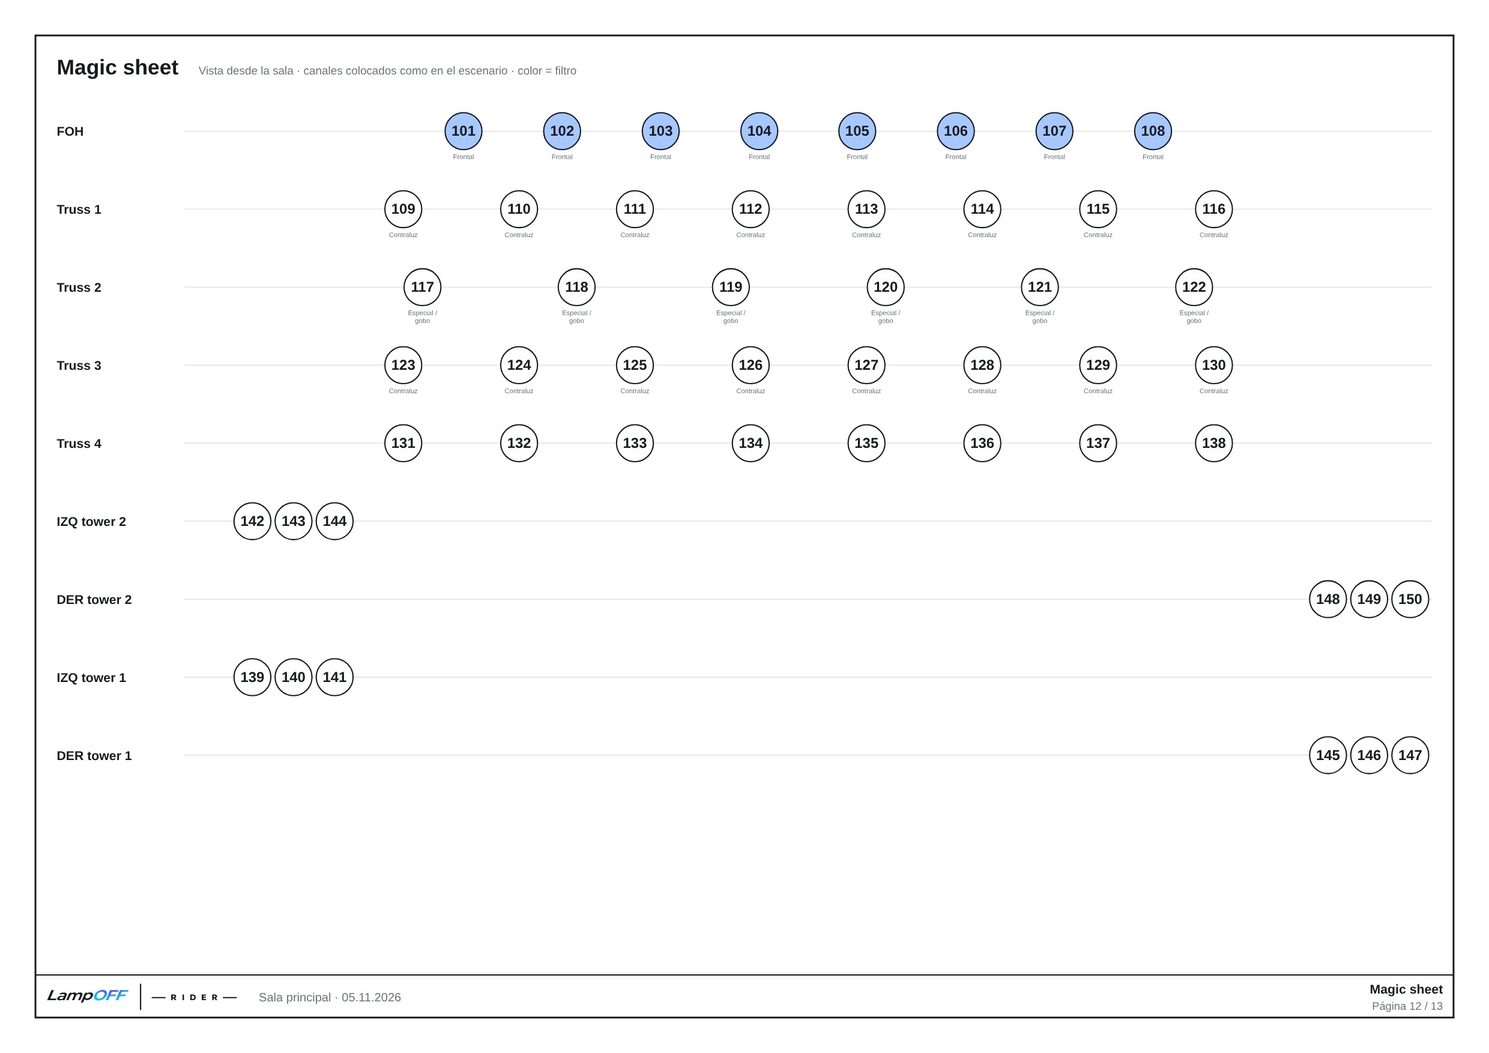 Magic sheet Vista desde la sala · canales colocados como en el escenario · color = filtro
FOH 101 102 103 104 105 106 107 108
Frontal Frontal Frontal Frontal Frontal Frontal Frontal Frontal
Truss 1 109 110 111 112 113 114 115 116
Contraluz Contraluz Contraluz Contraluz Contraluz Contraluz Contraluz Contraluz
Truss 2 117 118 119 120 121 122
Especial / Especial / Especial / Especial / Especial / Especial /
gobo gobo gobo gobo gobo gobo
Truss 3 123 124 125 126 127 128 129 130
Contraluz Contraluz Contraluz Contraluz Contraluz Contraluz Contraluz Contraluz
Truss 4 131 132 133 134 135 136 137 138
IZQ tower 2 142 143 144
DER tower 2 148 149 150
IZQ tower 1 139 140 141
DER tower 1 145 146 147
LampOFF RIDER Sala principal · 05.11.2026
Magic sheet
Página 12 / 13